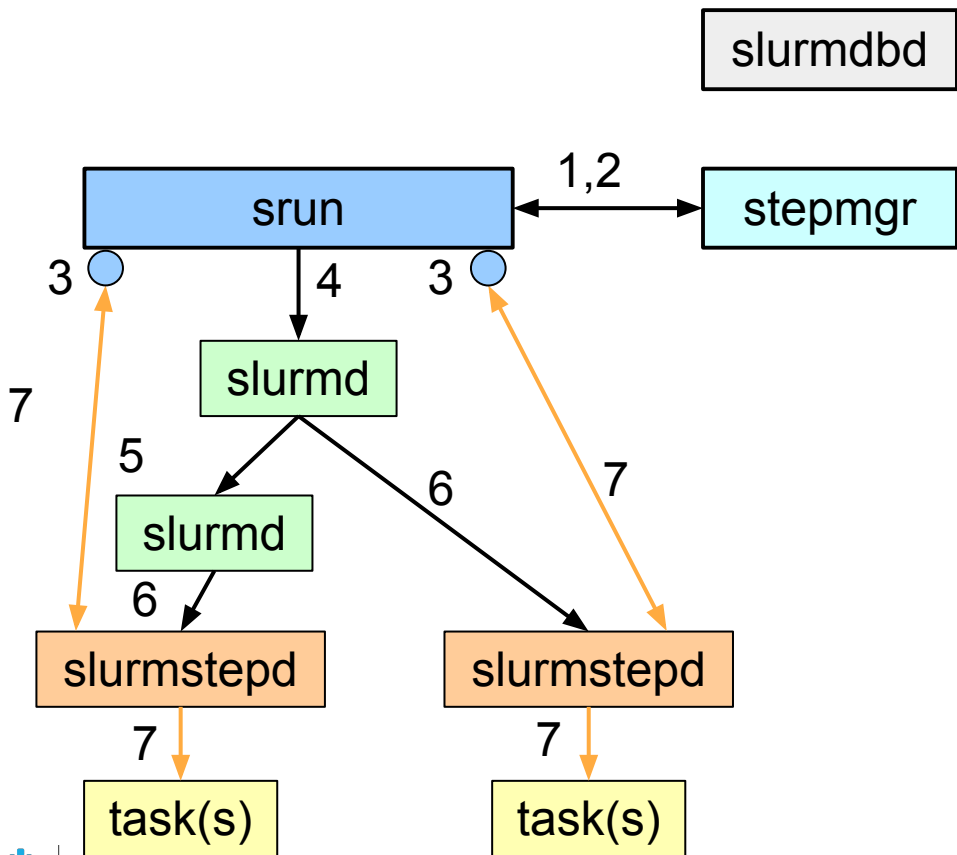 slurmdbd
1,2
srun
stepmgr
3
4
3
slurmd
7
5
6
7
slurmd
6
slurmstepd
slurmstepd
7
7
task(s)
task(s)